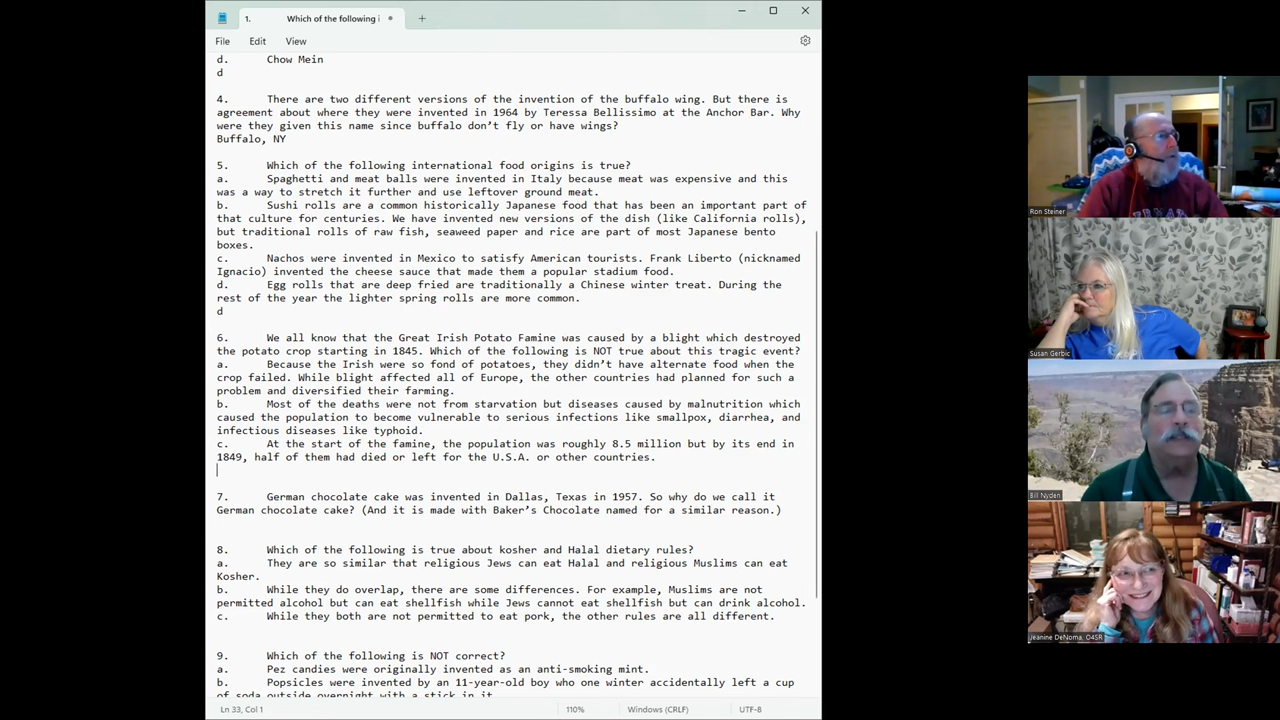 1. Which of the following i
File Edit View
d. Chow Mein
d
4. There are two different versions of the invention of the buffalo wing. But there is
agreement about where they were invented in 1964 by Teressa Bellissimo at the Anchor Bar. Why
were they given this name since buffalo don’t fly or have wings?
Buffalo, NY
5. Which of the following international food origins is true?
a. Spaghetti and meat balls were invented in Italy because meat was expensive and this
was a way to stretch it further and use leftover ground meat.
b. Sushi rolls are a common historically Japanese food that has been an important part of
that culture for centuries. We have invented new versions of the dish (like California rolls),
but traditional rolls of raw fish, seaweed paper and rice are part of most Japanese bento
boxes.
c. Nachos were invented in Mexico to satisfy American tourists. Frank Liberto (nicknamed
Ignacio) invented the cheese sauce that made them a popular stadium food.
d. Egg rolls that are deep fried are traditionally a Chinese winter treat. During the
rest of the year the lighter spring rolls are more common.
d
6. We all know that the Great Irish Potato Famine was caused by a blight which destroyed
the potato crop starting in 1845. Which of the following is NOT true about this tragic event?
a. Because the Irish were so fond of potatoes, they didn’t have alternate food when the
crop failed. While blight affected all of Europe, the other countries had planned for such a
problem and diversified their farming.
b. Most of the deaths were not from starvation but diseases caused by malnutrition which
caused the population to become vulnerable to serious infections like smallpox, diarrhea, and
infectious diseases like typhoid.
c. At the start of the famine, the population was roughly 8.5 million but by its end in
1849, half of them had died or left for the U.S.A. or other countries.
7. German chocolate cake was invented in Dallas, Texas in 1957. So why do we call it
German chocolate cake? (And it is made with Baker’s Chocolate named for a similar reason.)
8. Which of the following is true about kosher and Halal dietary rules?
a. They are so similar that religious Jews can eat Halal and religious Muslims can eat
Kosher.
b. While they do overlap, there are some differences. For example, Muslims are not
permitted alcohol but can eat shellfish while Jews cannot eat shellfish but can drink alcohol.
c. While they both are not permitted to eat pork, the other rules are all different.
9. Which of the following is NOT correct?
a. Pez candies were originally invented as an anti-smoking mint.
b. Popsicles were invented by an 11-year-old boy who one winter accidentally left a cup
of soda outside overnight with a stick in it
Ln 33, Col 1 110% Windows (CRLF) UTF-8
Ron Steiner
Susan Gerbic
Bill Nyden
Jeanine DeNoma, O4SR